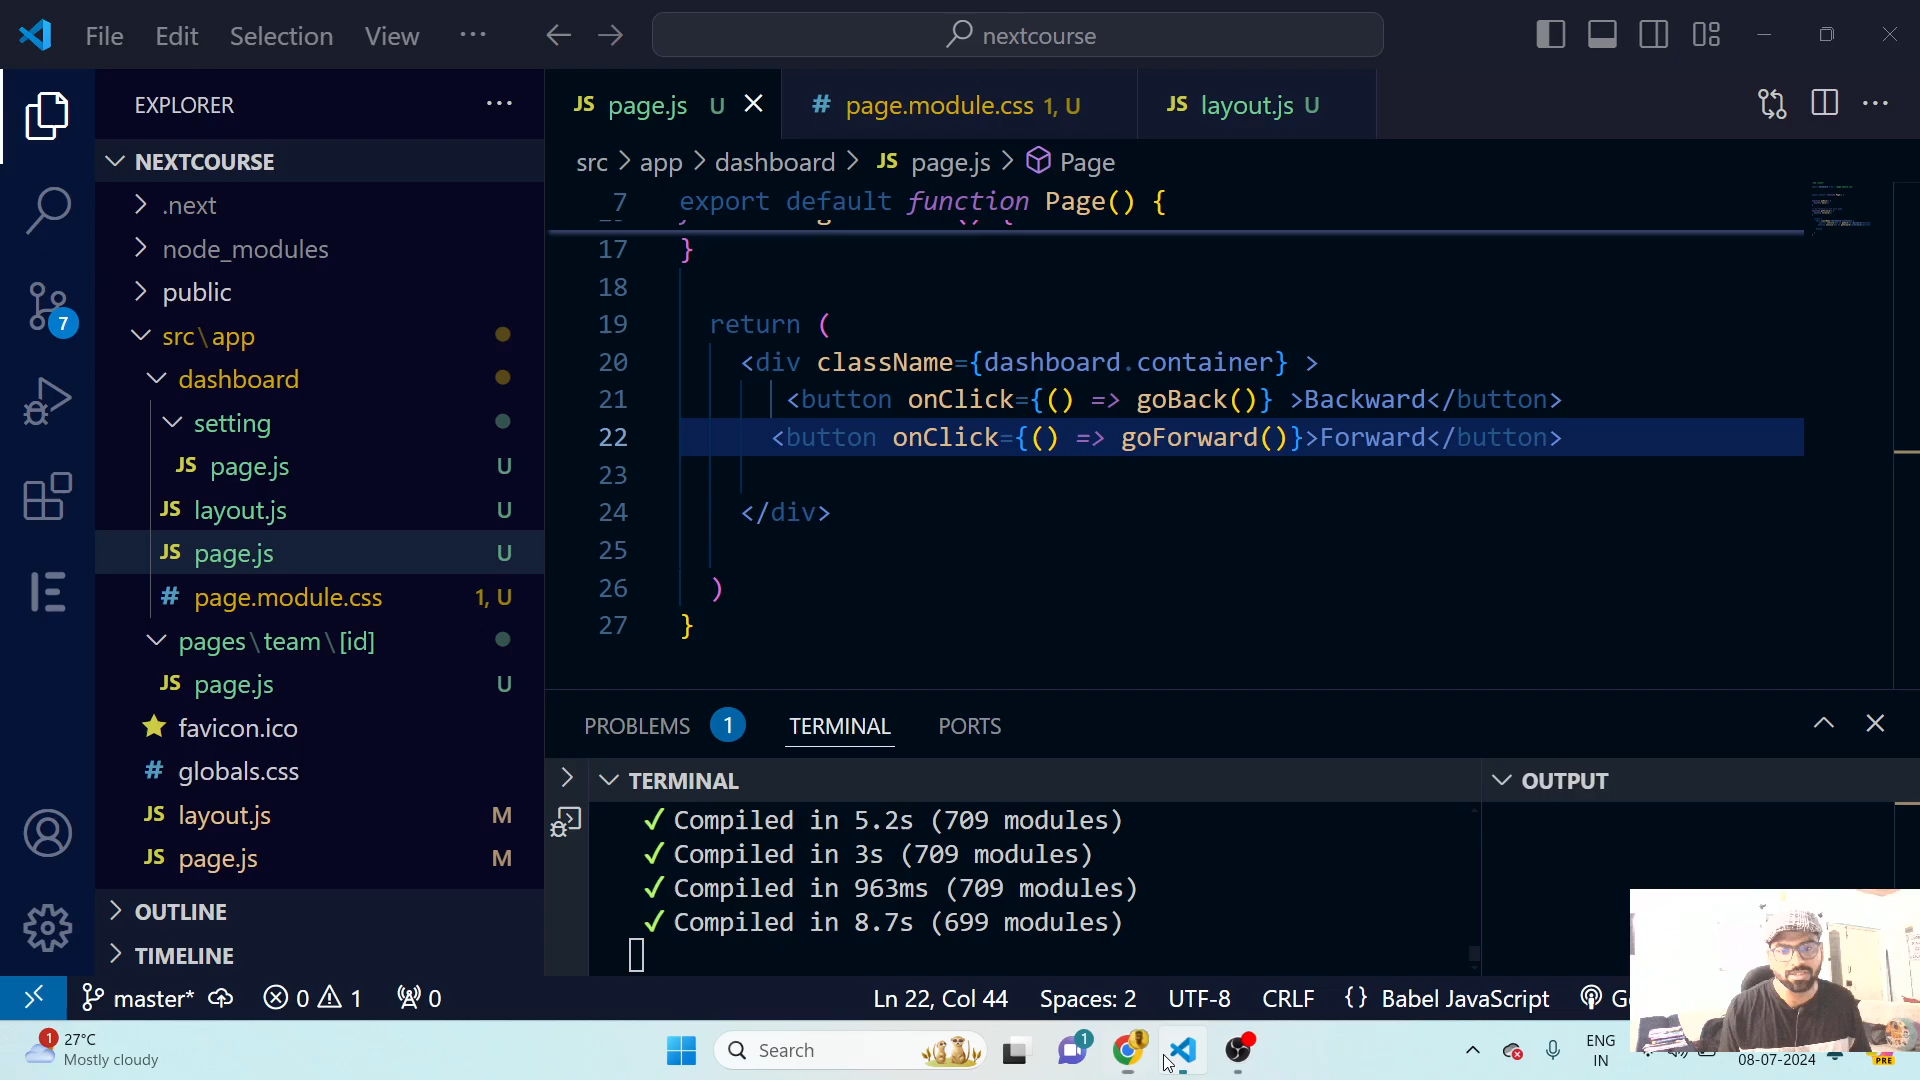 File Edit Selection View ··· nextcourse
EXPLORER
NEXTCOURSE
.next
node_modules
public
src\app
dashboard
setting
JS page.js U
JS layout.js U
JS page.js U
# page.module.css 1, U
pages\team\[id]
JS page.js U
favicon.ico
# globals.css
JS layout.js M
JS page.js M
OUTLINE
TIMELINE
7
JS page.js U
# page.module.css 1, U
JS layout.js U
src > app > dashboard > JS page.js > Page
7 export default function Page() {
17 }
18
19 return (
20 <div className={dashboard.container} >
21 <button onClick={() => goBack()} >Backward</button>
22 <button onClick={() => goForward()}>Forward</button>
23
24 </div>
25
26 )
27 }
PROBLEMS 1 TERMINAL PORTS
TERMINAL
✓ Compiled in 5.2s (709 modules)
✓ Compiled in 3s (709 modules)
✓ Compiled in 963ms (709 modules)
✓ Compiled in 8.7s (699 modules)
OUTPUT
master* 0 1 0 Ln 22, Col 44 Spaces: 2 UTF-8 CRLF {} Babel JavaScript
1
27°C
Mostly cloudy
Search
1
ENG
IN
08-07-2024
PRE